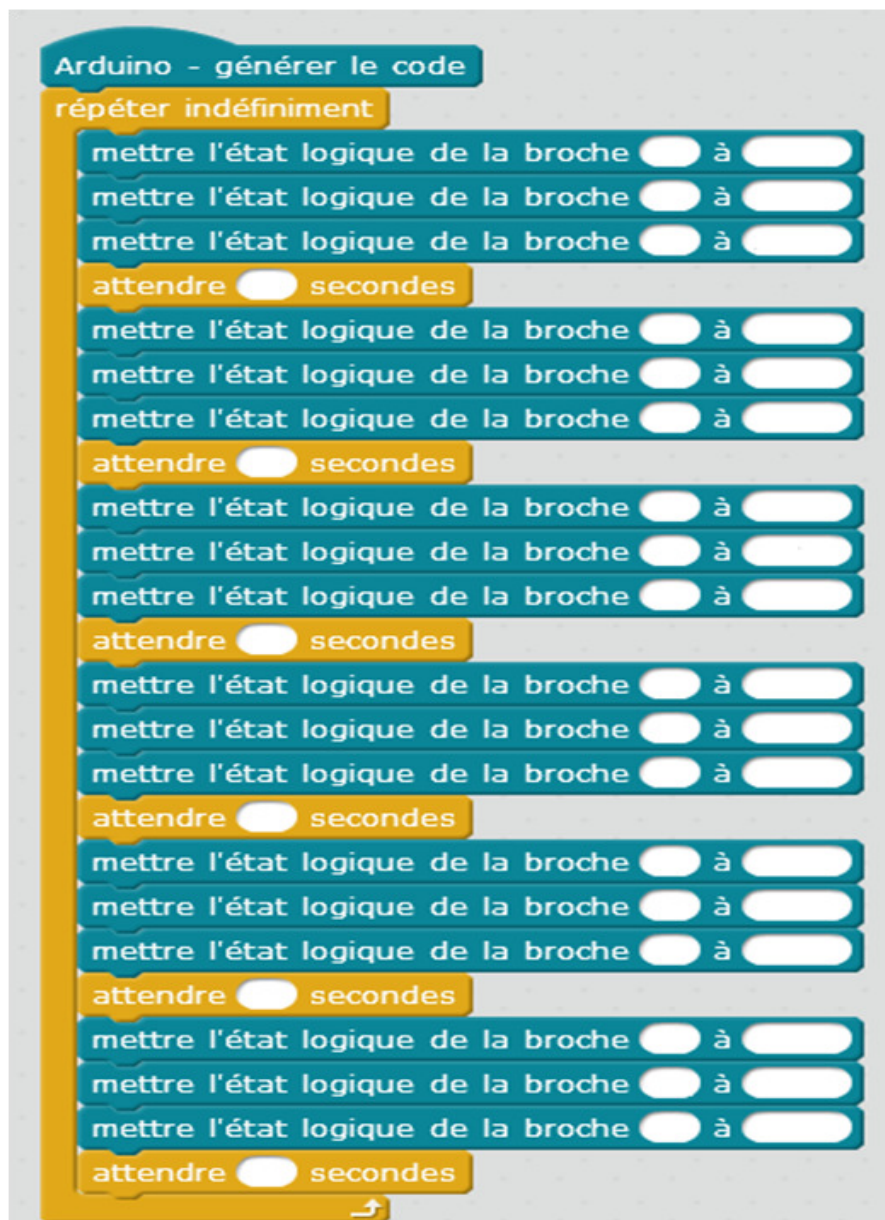 Arduino - générer le code
répéter indéfiniment
mettre l'état logique de la broche à
mettre l'état logique de la broche à
mettre l'état logique de la broche à
attendre secondes
mettre l'état logique de la broche à
mettre l'état logique de la broche à
mettre l'état logique de la broche à
attendre secondes
mettre l'état logique de la broche à
mettre l'état logique de la broche à
mettre l'état logique de la broche à
attendre secondes
mettre l'état logique de la broche à
mettre l'état logique de la broche à
mettre l'état logique de la broche à
attendre secondes
mettre l'état logique de la broche à
mettre l'état logique de la broche à
mettre l'état logique de la broche à
attendre secondes
mettre l'état logique de la broche à
mettre l'état logique de la broche à
mettre l'état logique de la broche à
attendre secondes